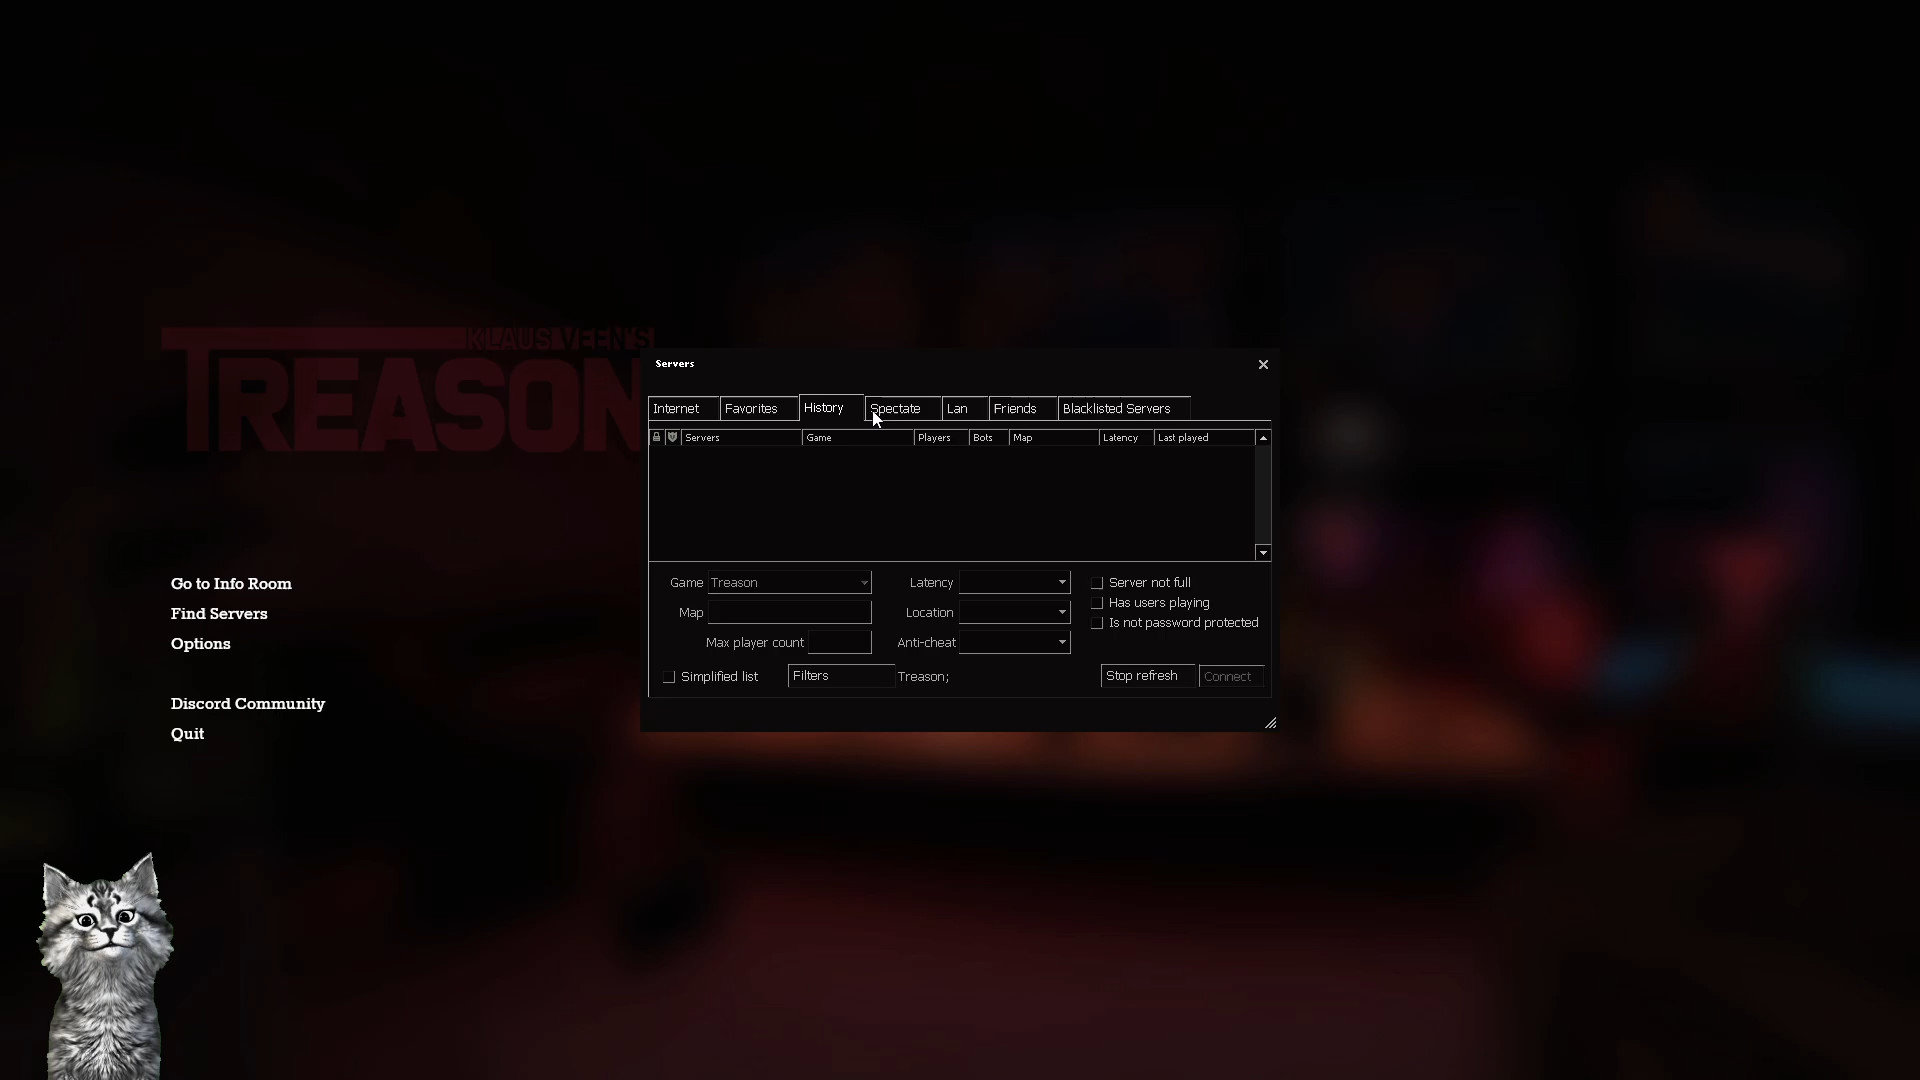 KLAUS VEEN'S
TREASON
Servers
Internet
Favorites
History
Spectate
Lan
Friends
Blacklisted Servers
Servers
Game
Players
Bots
Map
Latency
Last played
Game
Treason
Latency
Server not full
Has users playing
Map
Location
Is not password protected
Max player count
Anti-cheat
Simplified list
Filters
Treason;
Stop refresh
Connect
Go to Info Room
Find Servers
Options
Discord Community
Quit